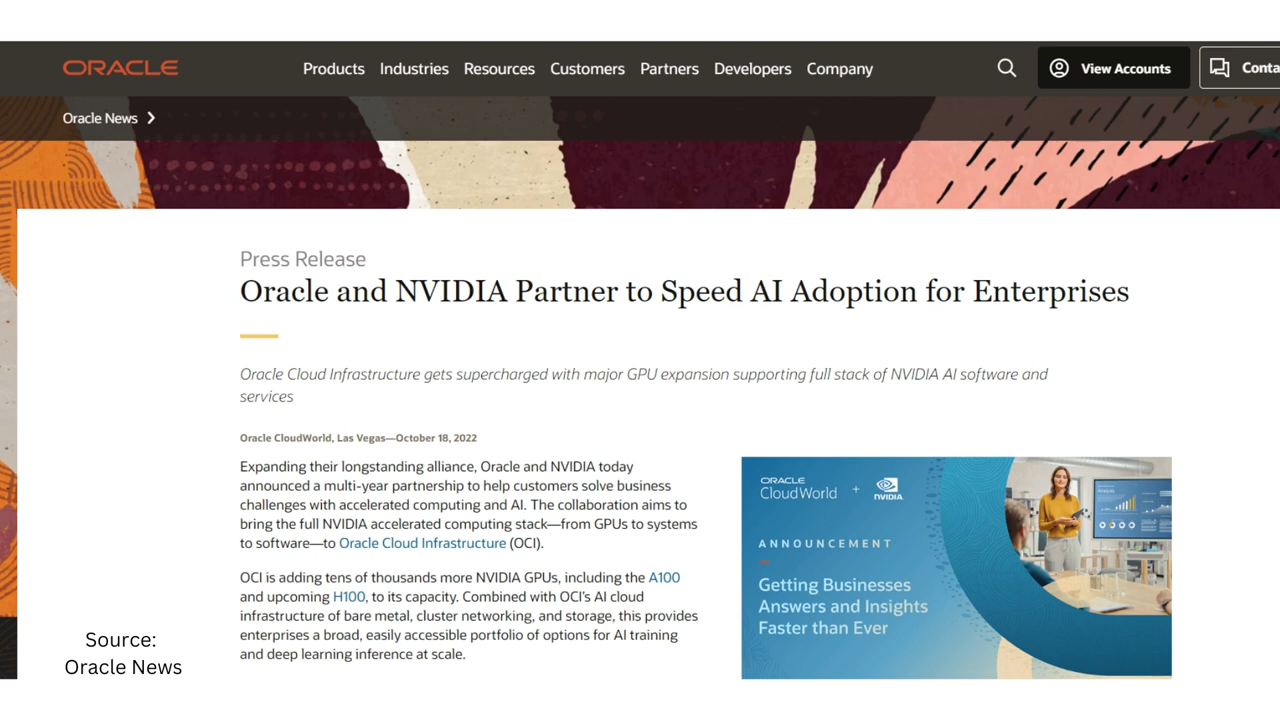 ORACLE
Products Industries Resources Customers Partners Developers Company
View Accounts
Conta
Oracle News
Press Release
Oracle and NVIDIA Partner to Speed AI Adoption for Enterprises
Oracle Cloud Infrastructure gets supercharged with major GPU expansion supporting full stack of NVIDIA AI software and
services
Oracle CloudWorld, Las Vegas—October 18, 2022
Expanding their longstanding alliance, Oracle and NVIDIA today
announced a multi-year partnership to help customers solve business
challenges with accelerated computing and AI. The collaboration aims to
bring the full NVIDIA accelerated computing stack—from GPUs to systems
to software—to Oracle Cloud Infrastructure (OCI).
OCI is adding tens of thousands more NVIDIA GPUs, including the A100
and upcoming H100, to its capacity. Combined with OCI's AI cloud
infrastructure of bare metal, cluster networking, and storage, this provides
enterprises a broad, easily accessible portfolio of options for AI training
and deep learning inference at scale.
ORACLE
CloudWorld + NVIDIA
ANNOUNCEMENT
Getting Businesses
Answers and Insights
Faster than Ever
Source:
Oracle News